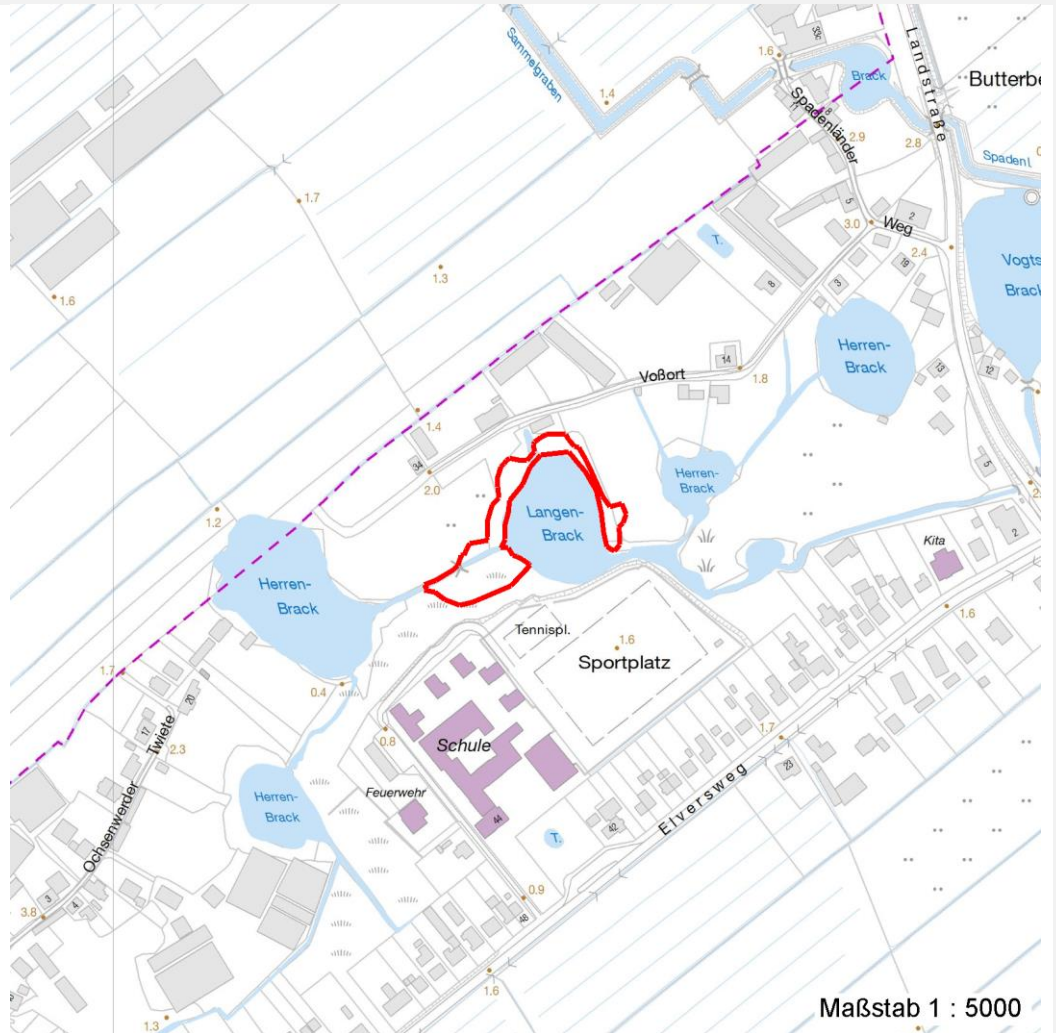 33c
1.6
Sammelgraben
Brack
Landstraße
Butterbe
1.4
11
8
Spadenländer
2.9
2.8
Spadenl
1.7
5
2
3.0
Weg
2.4
T.
19
Vogts
Brack
1.3
8
3
1.6
Herren-
Brack
14
Voßort
1.8
13
12
1.4
34
2.0
Herren-
Brack
5
1.2
Langen-
Brack
Kita
2
Herren-
Brack
1.6
Tennispl.
1.6
Sportplatz
1.7
0.4
20
17
Twiete
2.3
0.8
Schule
1.7
23
Herren-
Brack
Feuerwehr
44
42
T.
Elversweg
Ochsenwerder
3
4
3.8
0.9
48
1.6
1.3
Maßstab 1 : 5000